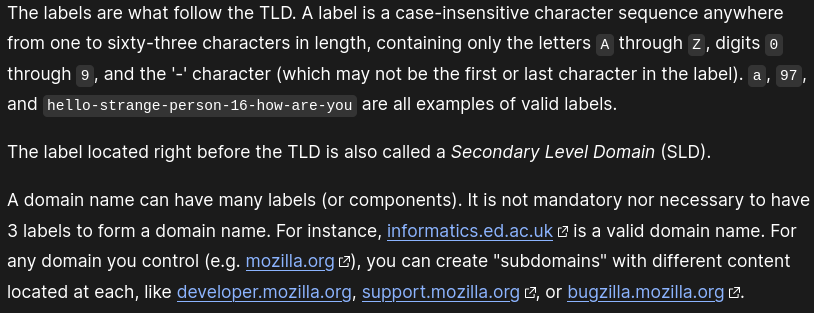 The labels are what follow the TLD. A label is a case-insensitive character sequence anywhere
from one to sixty-three characters in length, containing only the letters A through Z, digits 0
through 9, and the '-' character (which may not be the first or last character in the label). a, 97,
and hello-strange-person-16-how-are-you are all examples of valid labels.
The label located right before the TLD is also called a Secondary Level Domain (SLD).
A domain name can have many labels (or components). It is not mandatory nor necessary to have
3 labels to form a domain name. For instance, informatics.ed.ac.uk is a valid domain name. For
any domain you control (e.g. mozilla.org), you can create "subdomains" with different content
located at each, like developer.mozilla.org, support.mozilla.org, or bugzilla.mozilla.org.